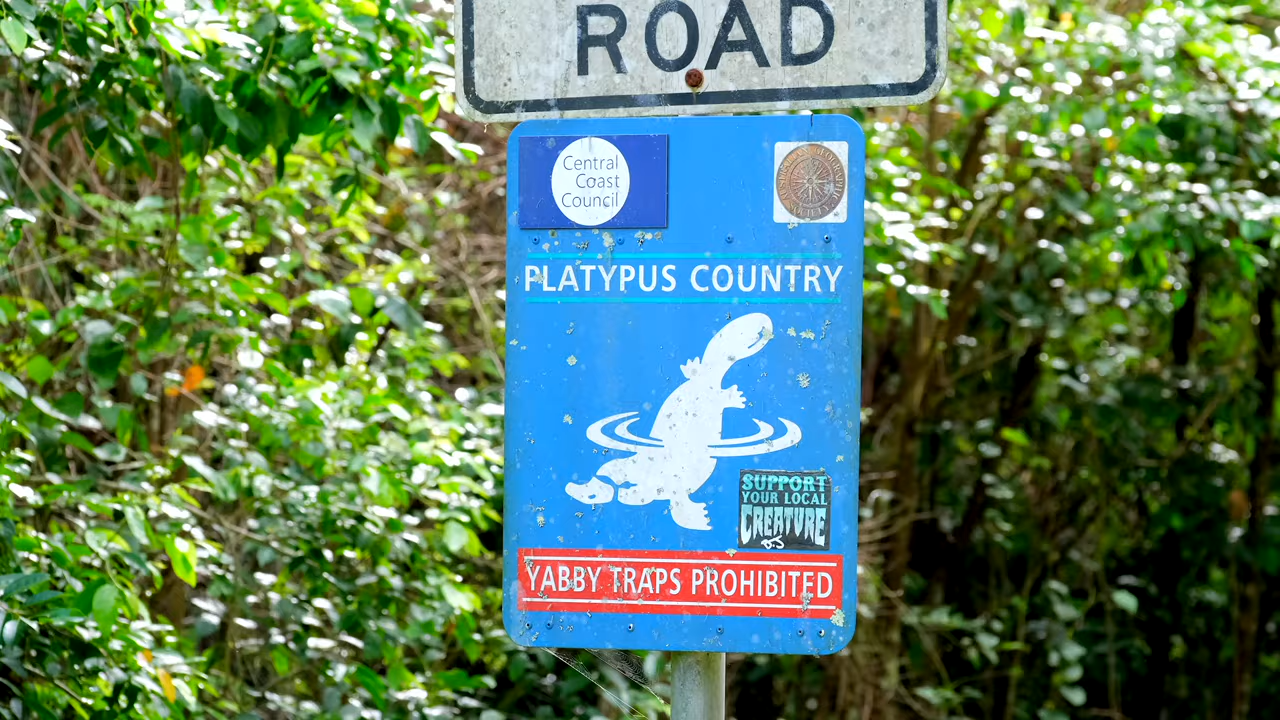 ROAD
Central
Coast
Council
PLATYPUS COUNTRY
SUPPORT
YOUR LOCAL
CREATURE
YABBY TRAPS PROHIBITED